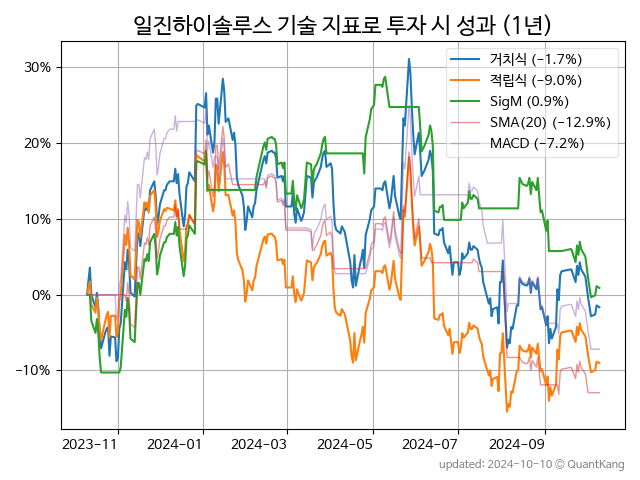 일진하이솔루스 기술 지표로 투자 시 성과 (1년)
거치식 (−1.7%)
적립식 (−9.0%)
SigM (0.9%)
SMA(20) (−12.9%)
MACD (−7.2%)
30%
20%
10%
0%
−10%
2023−11 2024−01 2024−03 2024−05 2024−07 2024−09
updated: 2024-10-10 © QuantKang